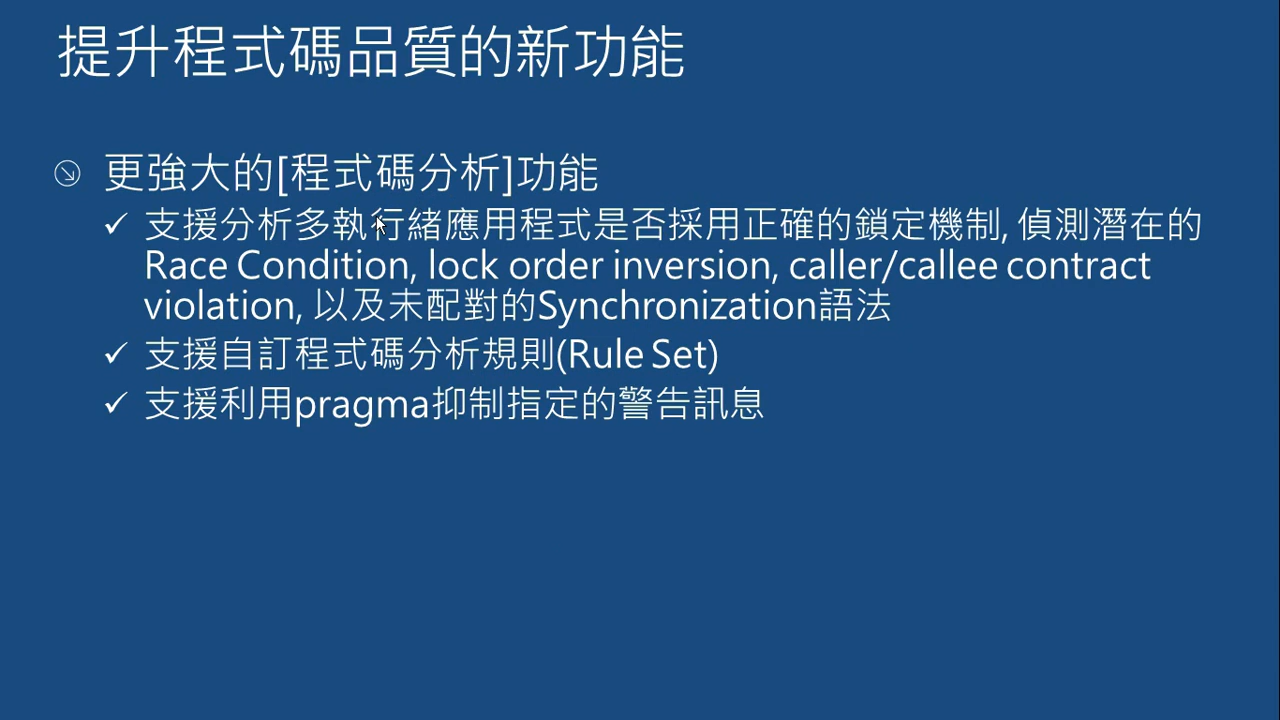 提升程式碼品質的新功能
更強大的[程式碼分析]功能
支援分析多執行緒應用程式是否採用正確的鎖定機制, 偵測潛在的
Race Condition, lock order inversion, caller/callee contract
violation, 以及未配對的Synchronization語法
支援自訂程式碼分析規則(Rule Set)
支援利用pragma抑制指定的警告訊息